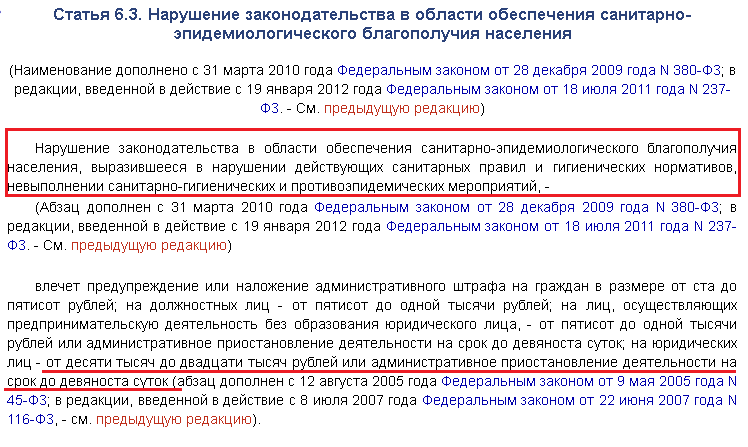 Статья 6.3. Нарушение законодательства в области обеспечения санитарно-
эпидемиологического благополучия населения
(Наименование дополнено с 31 марта 2010 года Федеральным законом от 28 декабря 2009 года N 380-ФЗ; в
редакции, введенной в действие с 19 января 2012 года Федеральным законом от 18 июля 2011 года N 237-
ФЗ. - См. предыдущую редакцию)
Нарушение законодательства в области обеспечения санитарно-эпидемиологического благополучия
населения, выразившееся в нарушении действующих санитарных правил и гигиенических нормативов,
невыполнении санитарно-гигиенических и противоэпидемических мероприятий, -
(Абзац дополнен с 31 марта 2010 года Федеральным законом от 28 декабря 2009 года N 380-ФЗ; в
редакции, введенной в действие с 19 января 2012 года Федеральным законом от 18 июля 2011 года N 237-
ФЗ. - См. предыдущую редакцию)
влечет предупреждение или наложение административного штрафа на граждан в размере от ста до
пятисот рублей; на должностных лиц - от пятисот до одной тысячи рублей; на лиц, осуществляющих
предпринимательскую деятельность без образования юридического лица, - от пятисот до одной тысячи
рублей или административное приостановление деятельности на срок до девяноста суток; на юридических
лиц - от десяти тысяч до двадцати тысяч рублей или административное приостановление деятельности на
срок до девяноста суток (абзац дополнен с 12 августа 2005 года Федеральным законом от 9 мая 2005 года N
45-ФЗ; в редакции, введенной в действие с 8 июля 2007 года Федеральным законом от 22 июня 2007 года N
116-ФЗ, - см. предыдущую редакцию).